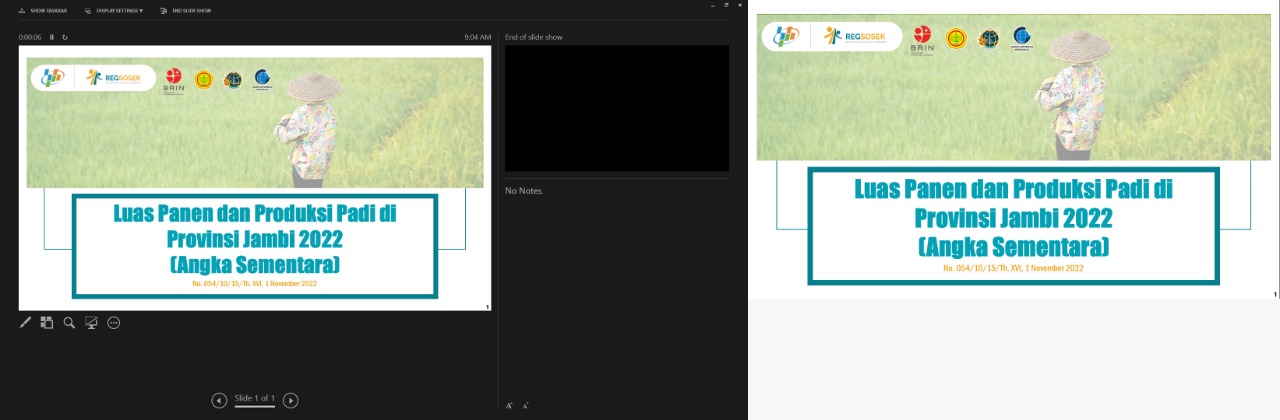 SHOW TASKBAR
DISPLAY SETTINGS ▼
END SLIDE SHOW
0:00:06
9:04 AM
End of slide show
REGSOSEK
BRIN
Luas Panen dan Produksi Padi di
Provinsi Jambi 2022
(Angka Sementara)
No. 054/10/15/Th. XVI, 1 November 2022
1
No Notes.
Slide 1 of 1
A
A
REGSOSEK
BRIN
Luas Panen dan Produksi Padi di
Provinsi Jambi 2022
(Angka Sementara)
No. 054/10/15/Th. XVI, 1 November 2022
1